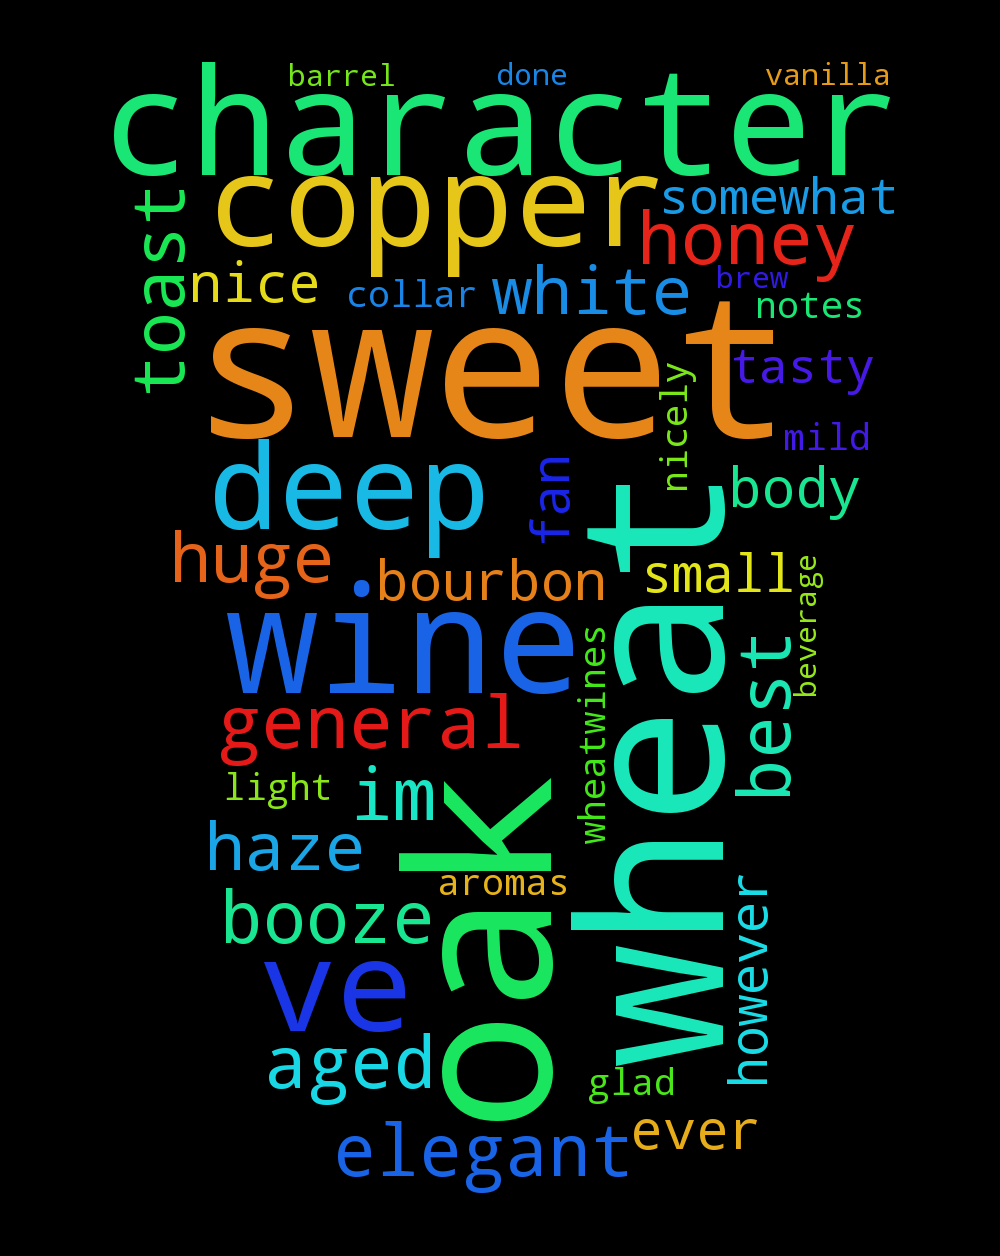 barrel done vanilla
character
copper
somewhat
toast
honey
nice
collar
white
brew
notes
sweet
tasty
nicely
mild
deep
fan
body
huge
bourbon
small
beverage
wine
wheat
wheatwines
best
general
light
im
oak
haze
aromas
booze
however
ve
aged
glad
elegant
ever